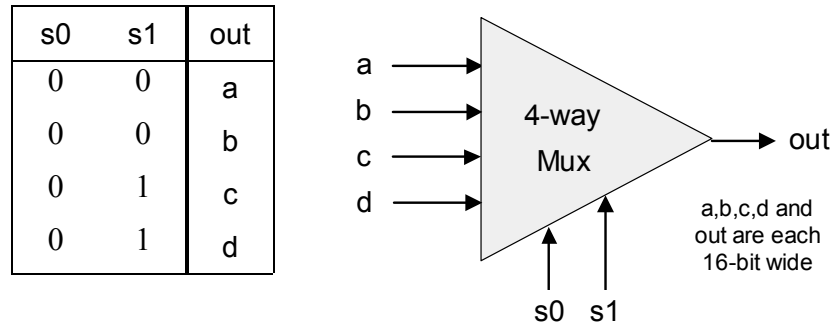 s0 s1 out
0 0 a
0 0 b
0 1 c
0 1 d
a
b
c
d
4-way
Mux
out
a,b,c,d and
out are each
16-bit wide
s0 s1